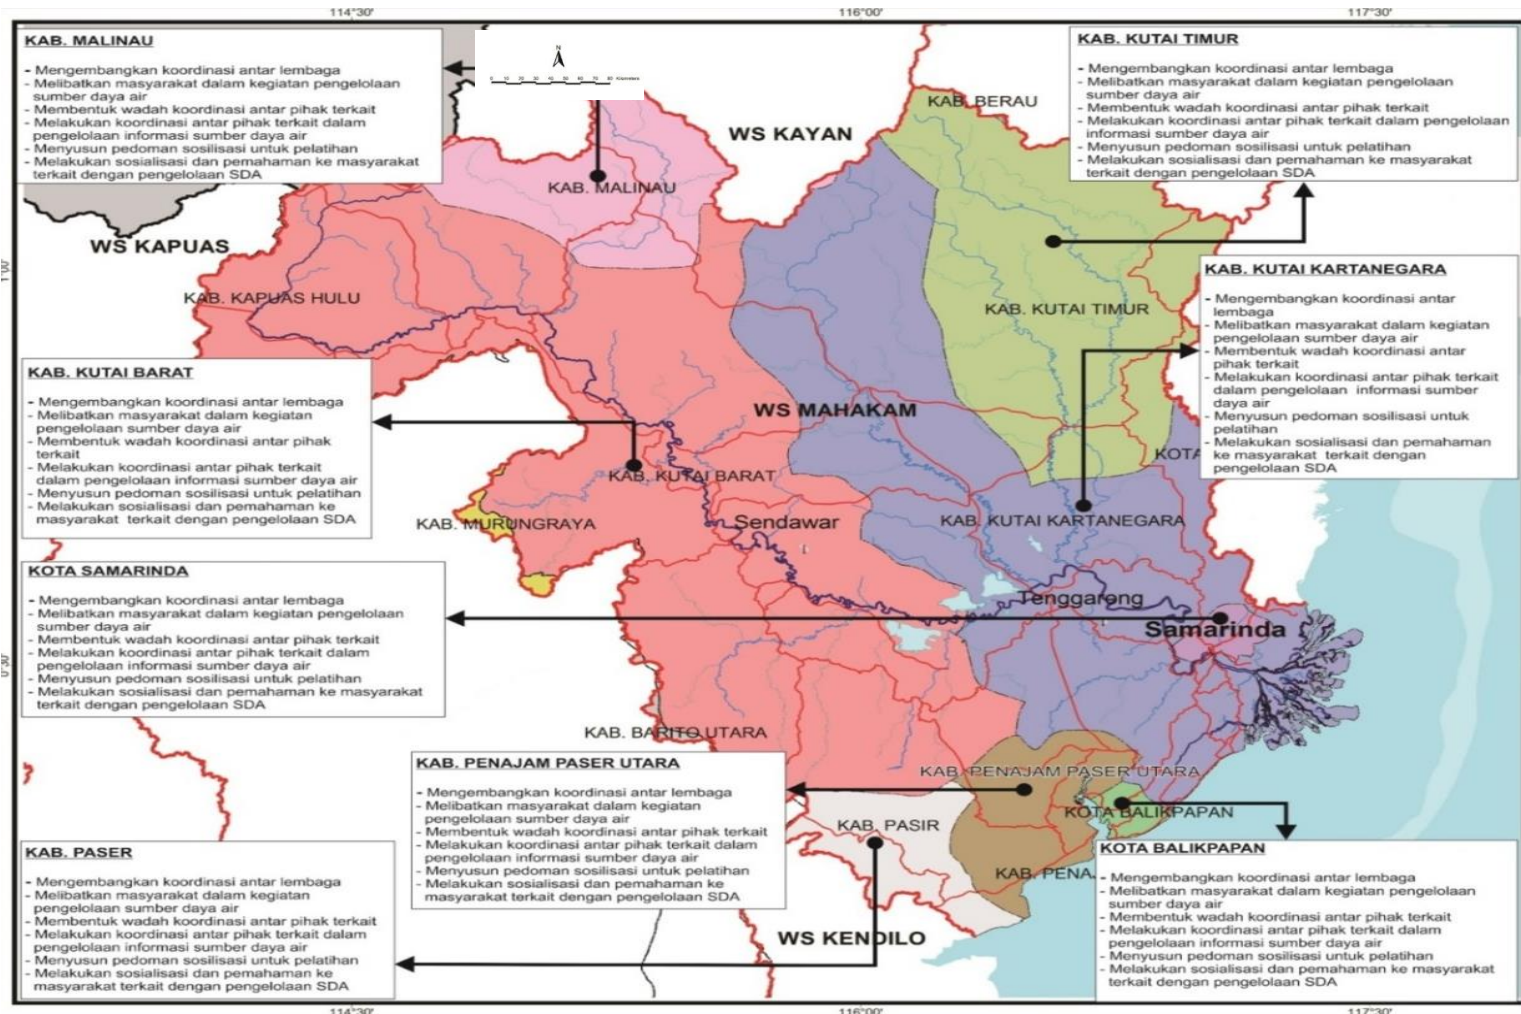 114°30'
116°00'
117°30'
KAB. MALINAU
- Mengembangkan koordinasi antar lembaga
- Melibatkan masyarakat dalam kegiatan pengelolaan
sumber daya air
- Membentuk wadah koordinasi antar pihak terkait
- Melakukan koordinasi antar pihak terkait dalam
pengelolaan informasi sumber daya air
- Menyusun pedoman sosilisasi untuk pelatihan
- Melakukan sosialisasi dan pemahaman ke masyarakat
terkait dengan pengelolaan SDA
N
0 10 20 30 40 50 60 70 80 Kilometers
KAB. KUTAI TIMUR
- Mengembangkan koordinasi antar lembaga
- Melibatkan masyarakat dalam kegiatan pengelolaan
sumber daya air
- Membentuk wadah koordinasi antar pihak terkait
- Melakukan koordinasi antar pihak terkait dalam pengelolaan
informasi sumber daya air
- Menyusun pedoman sosilisasi untuk pelatihan
- Melakukan sosialisasi dan pemahaman ke masyarakat
terkait dengan pengelolaan SDA
KAB. BERAU
WS KAYAN
KAB. MALINAU
WS KAPUAS
1°00'
KAB. KAPUAS HULU
KAB. KUTAI TIMUR
KAB. KUTAI KARTANEGARA
- Mengembangkan koordinasi antar
lembaga
- Melibatkan masyarakat dalam kegiatan
pengelolaan sumber daya air
- Membentuk wadah koordinasi antar
pihak terkait
- Melakukan koordinasi antar pihak terkait
dalam pengelolaan informasi sumber
daya air
- Menyusun pedoman sosilisasi untuk
pelatihan
- Melakukan sosialisasi dan pemahaman
ke masyarakat terkait dengan
pengelolaan SDA
KAB. KUTAI BARAT
- Mengembangkan koordinasi antar lembaga
- Melibatkan masyarakat dalam kegiatan
pengelolaan sumber daya air
- Membentuk wadah koordinasi antar pihak
terkait
- Melakukan koordinasi antar pihak terkait
dalam pengelolaan informasi sumber daya air
- Menyusun pedoman sosilisasi untuk pelatihan
- Melakukan sosialisasi dan pemahaman ke
masyarakat terkait dengan pengelolaan SDA
WS MAHAKAM
KOTA
KAB. KUTAI BARAT
KAB. MURUNGRAYA
Sendawar
KAB. KUTAI KARTANEGARA
KOTA SAMARINDA
- Mengembangkan koordinasi antar lembaga
- Melibatkan masyarakat dalam kegiatan pengelolaan
sumber daya air
- Membentuk wadah koordinasi antar pihak terkait
- Melakukan koordinasi antar pihak terkait dalam
pengelolaan informasi sumber daya air
- Menyusun pedoman sosilisasi untuk pelatihan
- Melakukan sosialisasi dan pemahaman ke masyarakat
terkait dengan pengelolaan SDA
Tenggarong
Samarinda
0°30'
KAB. BARITO UTARA
KAB. PENAJAM PASER UTARA
- Mengembangkan koordinasi antar lembaga
- Melibatkan masyarakat dalam kegiatan
pengelolaan sumber daya air
- Membentuk wadah koordinasi antar pihak terkait
- Melakukan koordinasi antar pihak terkait dalam
pengelolaan informasi sumber daya air
- Menyusun pedoman sosilisasi untuk pelatihan
- Melakukan sosialisasi dan pemahaman ke
masyarakat terkait dengan pengelolaan SDA
KAB. PENAJAM PASER UTARA
KOTA BALIKPAPAN
KAB. PASIR
KAB. PENA
KAB. PASER
- Mengembangkan koordinasi antar lembaga
- Melibatkan masyarakat dalam kegiatan
pengelolaan sumber daya air
- Membentuk wadah koordinasi antar pihak terkait
- Melakukan koordinasi antar pihak terkait dalam
pengelolaan informasi sumber daya air
- Menyusun pedoman sosilisasi untuk pelatihan
- Melakukan sosialisasi dan pemahaman ke
masyarakat terkait dengan pengelolaan SDA
KOTA BALIKPAPAN
- Mengembangkan koordinasi antar lembaga
- Melibatkan masyarakat dalam kegiatan pengelolaan
sumber daya air
- Membentuk wadah koordinasi antar pihak terkait
- Melakukan koordinasi antar pihak terkait dalam
pengelolaan informasi sumber daya air
- Menyusun pedoman sosilisasi untuk pelatihan
- Melakukan sosialisasi dan pemahaman ke masyarakat
terkait dengan pengelolaan SDA
WS KENDILO
114°30'
116°00'
117°30'